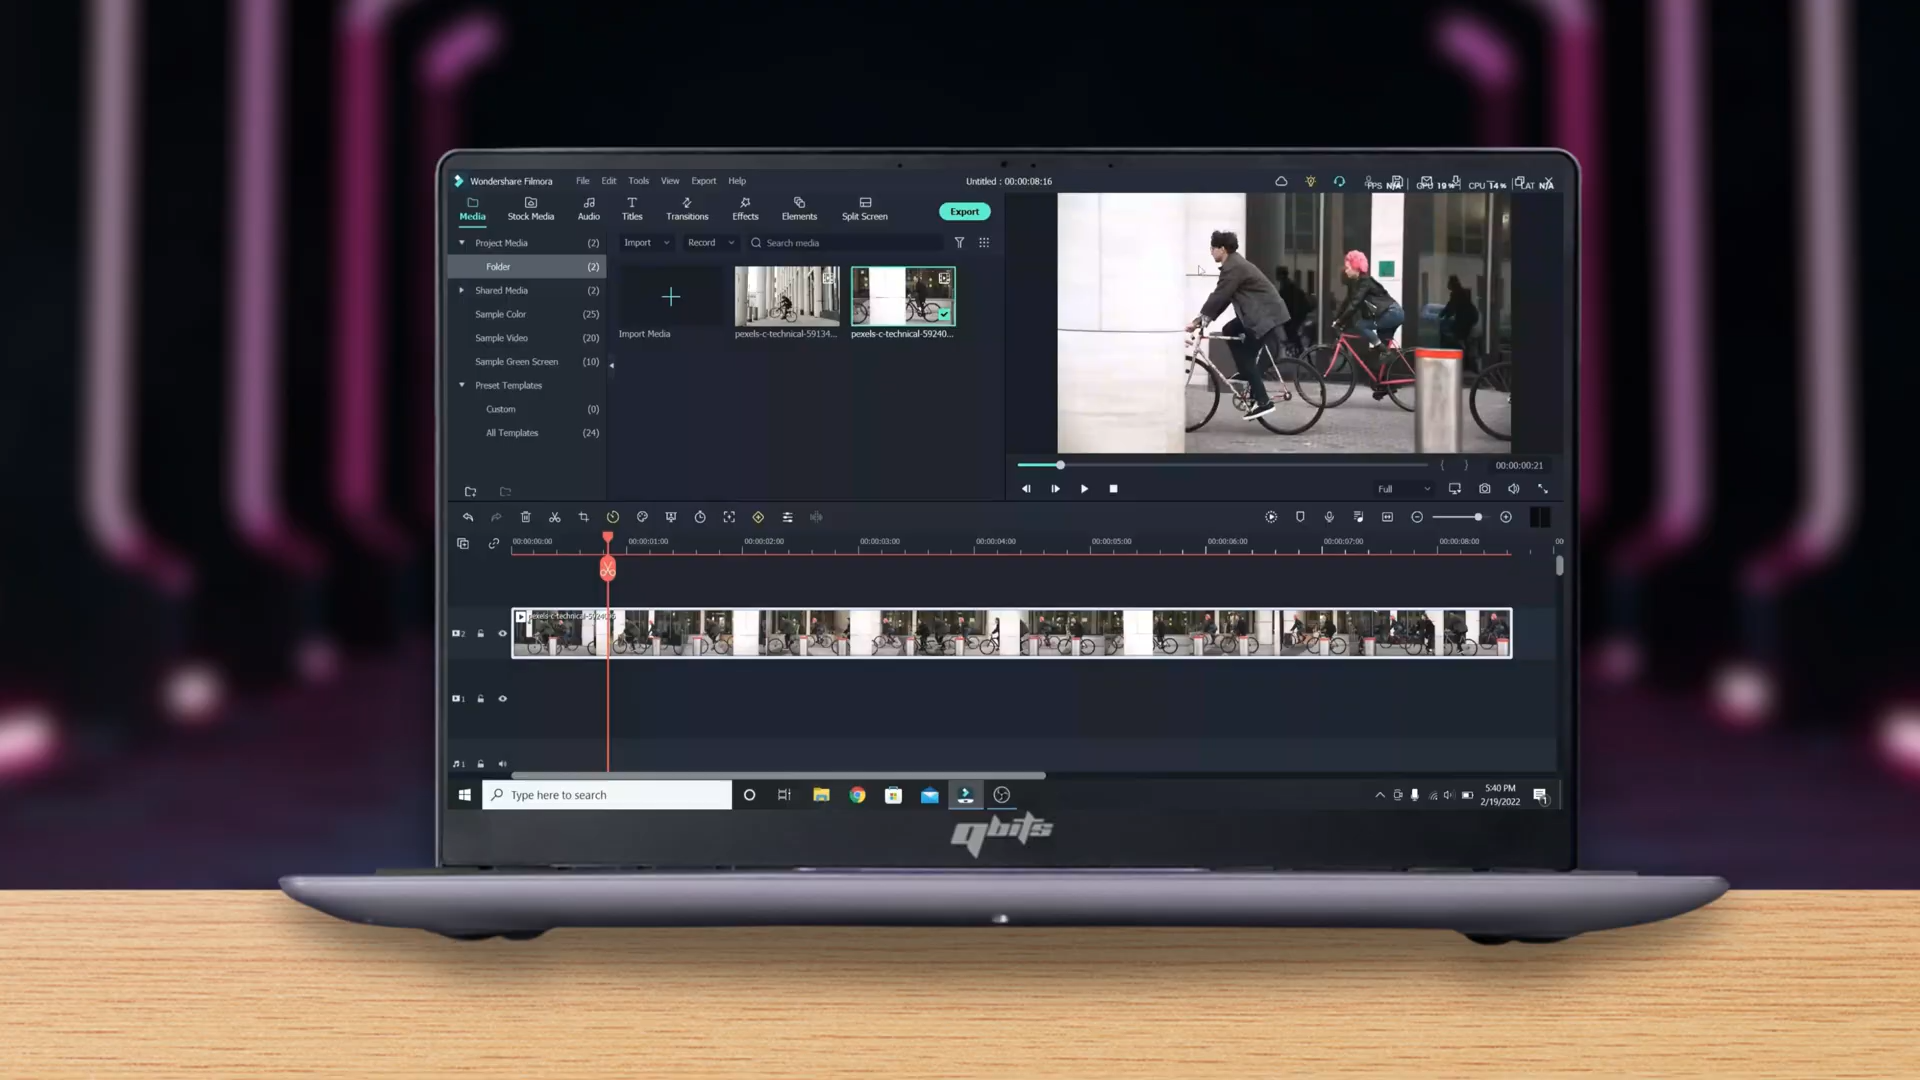 Wondershare Filmora File Edit Tools View Export Help
Untitled : 00:00:08:16
FPS N/A GPU 19% CPU 14% LAT N/A
Media Stock Media Audio Titles Transitions Effects Elements Split Screen
Export
Project Media (2)
Folder (2)
Shared Media (2)
Sample Color (25)
Sample Video (20)
Sample Green Screen (10)
Preset Templates
Custom (0)
All Templates (24)
Import Record Search media
Import Media
pexels-c-technical-59134...
pexels-c-technical-59240...
00:00:00:21
Full
00:00:00:00 00:00:01:00 00:00:02:00 00:00:03:00 00:00:04:00 00:00:05:00 00:00:06:00 00:00:07:00 00:00:08:00 00
2
1
1
Type here to search
5:40 PM
2/19/2022
1
qbits